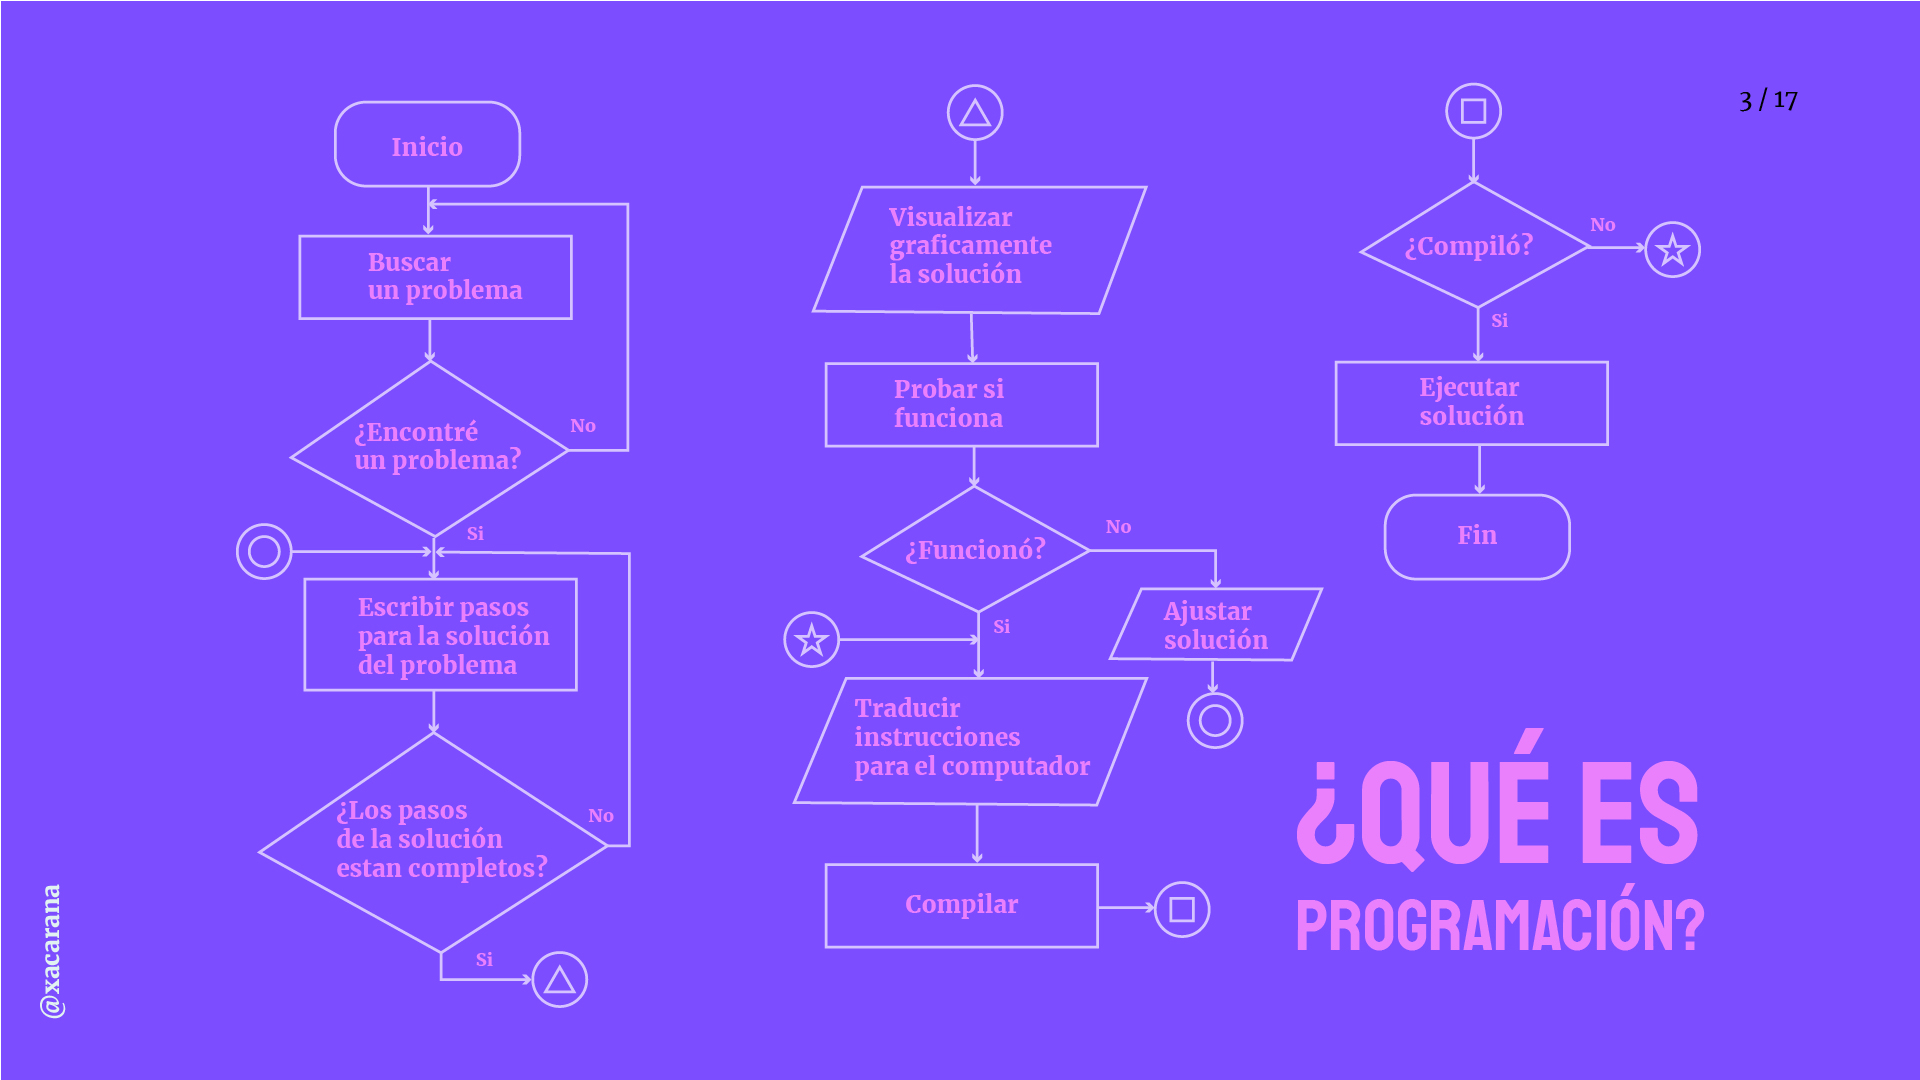 Inicio
Buscar
un problema
¿Encontré
un problema?
No
Si
Escribir pasos
para la solución
del problema
¿Los pasos
de la solución
estan completos?
No
Si
Visualizar
graficamente
la solución
Probar si
funciona
¿Funcionó?
No
Si
Ajustar
solución
Traducir
instrucciones
para el computador
Compilar
¿Compiló?
No
Si
Ejecutar
solución
Fin
3 / 17
¿QUÉ ES
PROGRAMACIÓN?
@xacarana